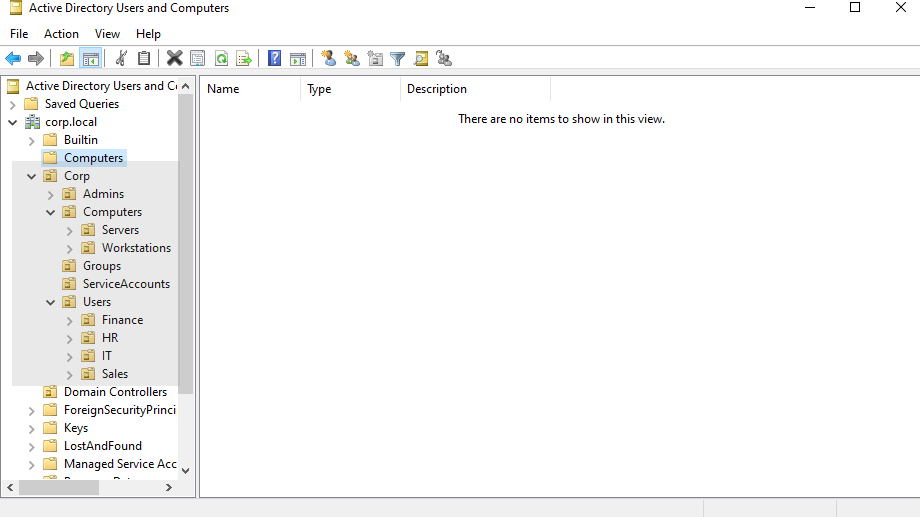 Active Directory Users and Computers
File Action View Help
Active Directory Users and C
Saved Queries
corp.local
Builtin
Computers
Corp
Admins
Computers
Servers
Workstations
Groups
ServiceAccounts
Users
Finance
HR
IT
Sales
Domain Controllers
ForeignSecurityPrinci
Keys
LostAndFound
Managed Service Acc
Name Type Description
There are no items to show in this view.